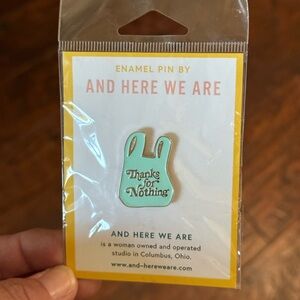 ENAMEL PIN BY
AND HERE WE ARE
Thanks
for
Nothing
AND HERE WE ARE
is a woman owned and operated
studio in Columbus, Ohio.
www.and-hereweare.com